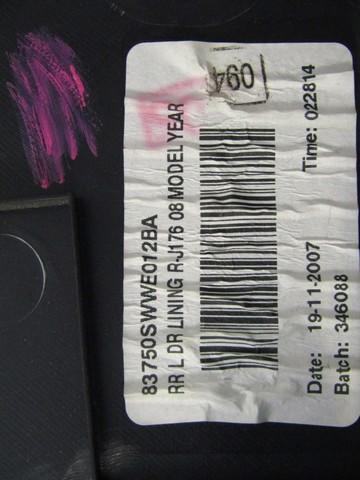 83750SWWE012BA
RR L DR LINING RJ176 08 MODEL YEAR
Date: 19-11-2007 Time: 022814
Batch: 346088
094